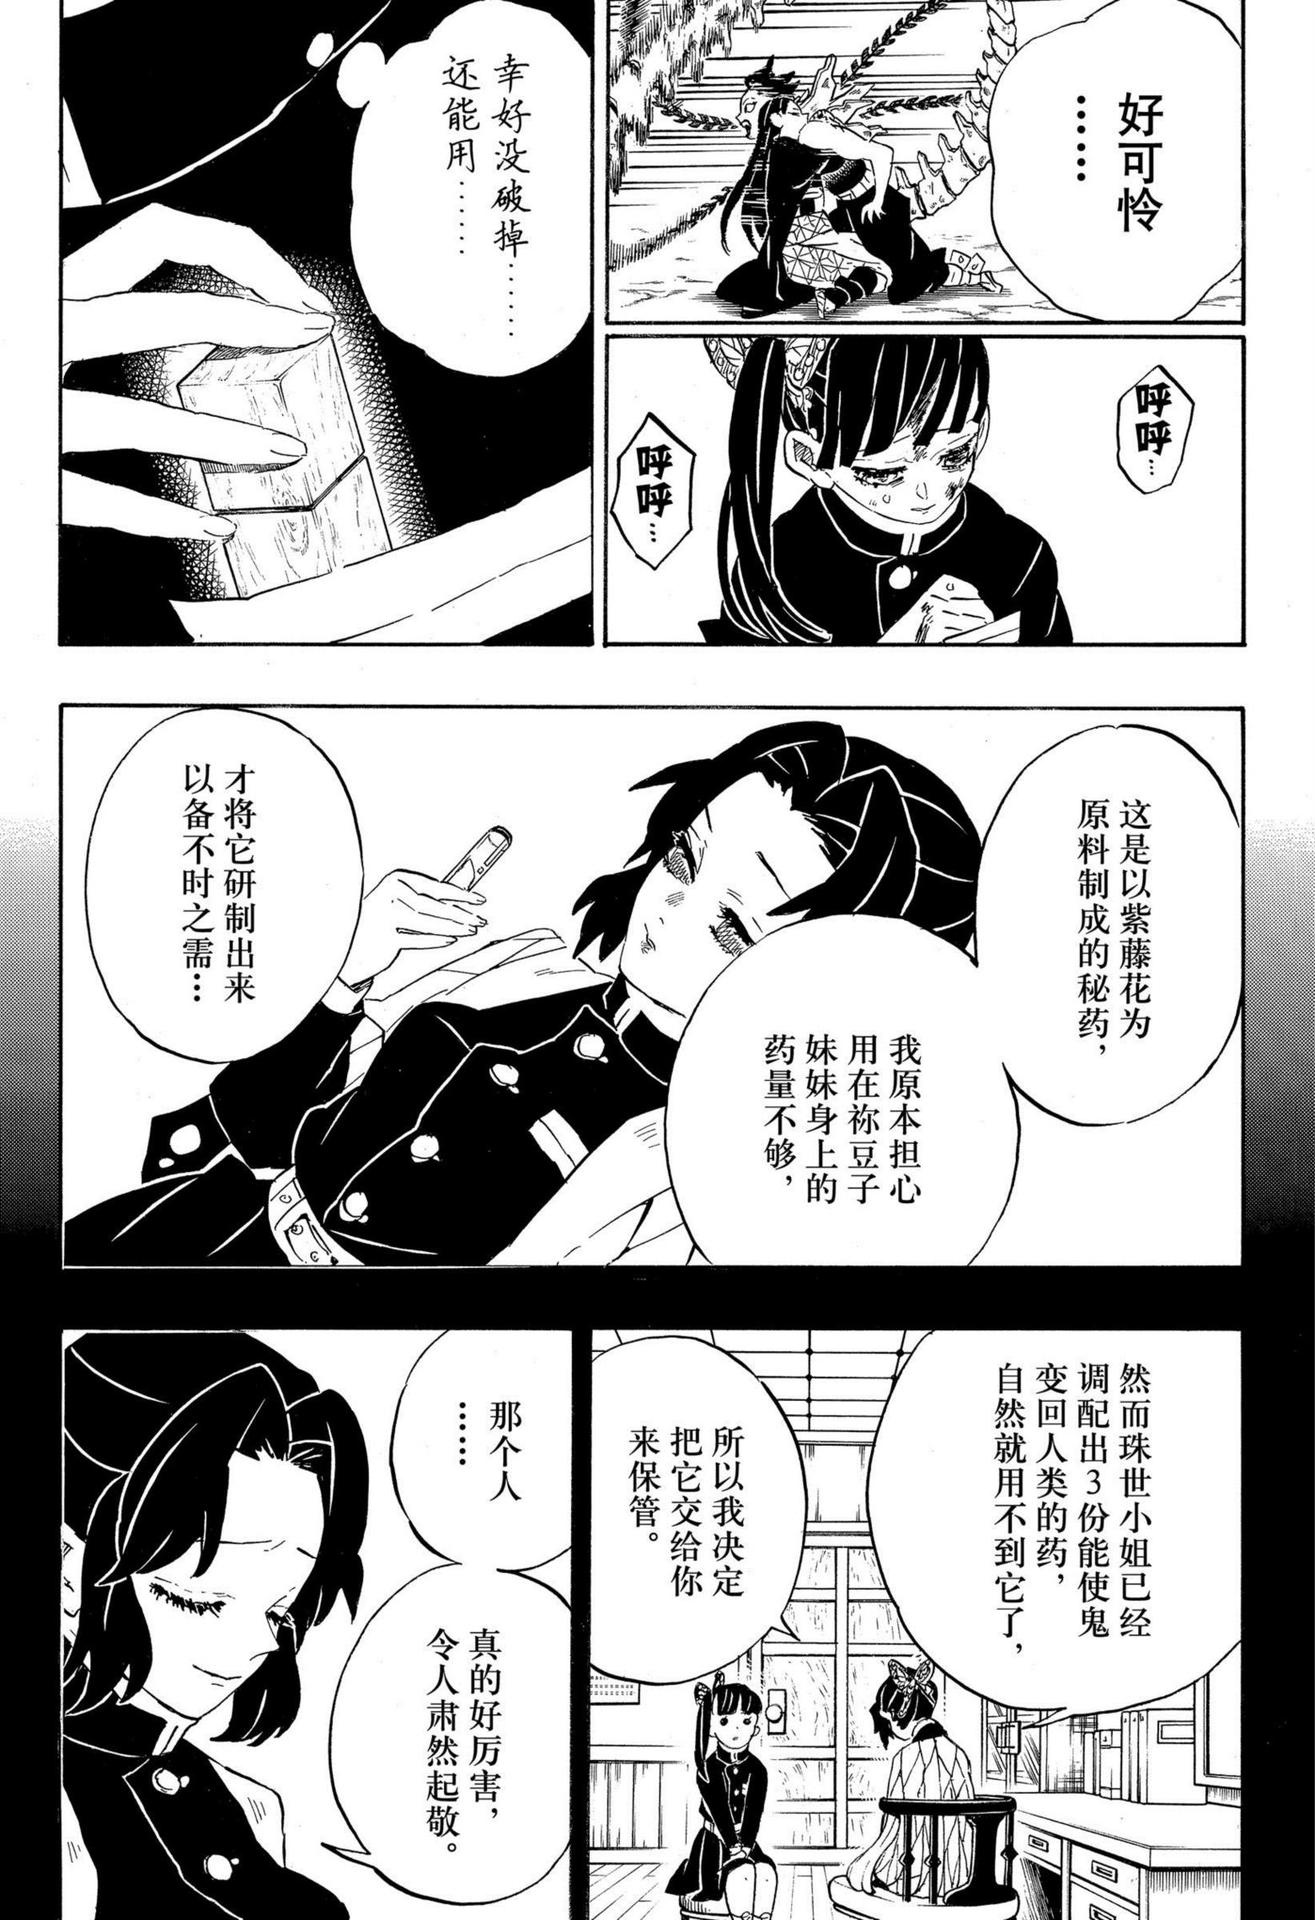 好可怜
……
呼呼…
呼呼…
幸好没破掉……
还能用……
这是以紫藤花为
原料制成的秘药，
我原本担心
用在祢豆子
妹妹身上的
药量不够，
才将它研制出来
以备不时之需…
然而珠世小姐已经
调配出3份能使鬼
变回人类的药，
自然就用不到它了，
所以我决定
把它交给你
来保管。
那个人
……
真的好厉害，
令人肃然起敬。